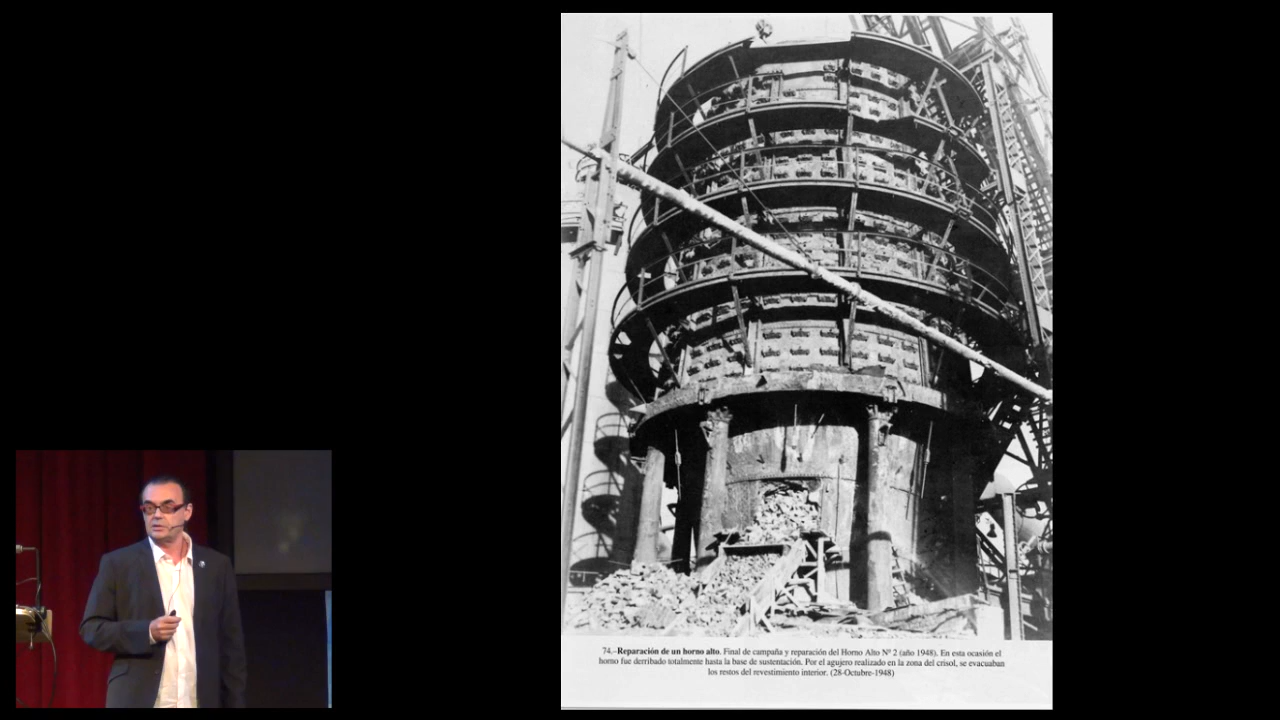 74.–Reparación de un horno alto. Final de campaña y reparación del Horno Alto Nº 2 (año 1948). En esta ocasión el
horno fue derribado totalmente hasta la base de sustentación. Por el agujero realizado en la zona del crisol, se evacuaban
los restos del revestimiento interior. (28-Octubre-1948)